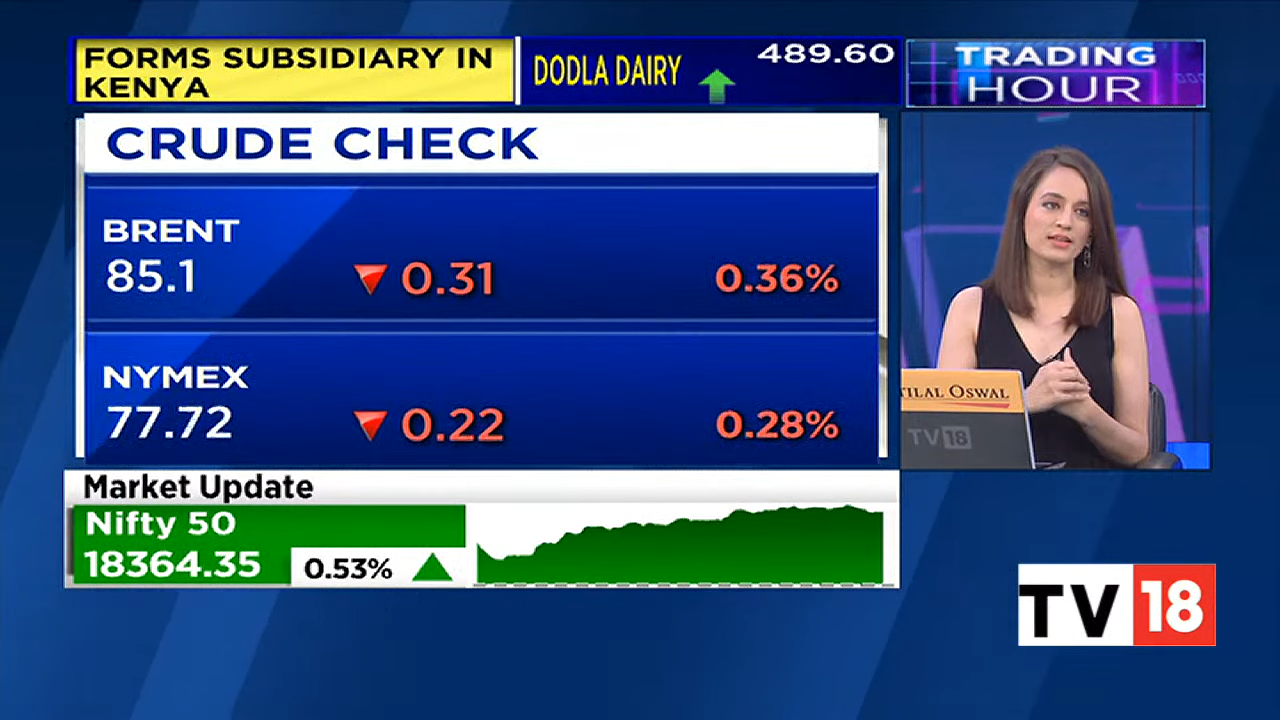 FORMS SUBSIDIARY IN
KENYA
DODLA DAIRY
489.60
TRADING
HOUR
CRUDE CHECK
BRENT
85.1 0.31 0.36%
NYMEX
77.72 0.22 0.28%
TILAL OSWAL
TV18
Market Update
Nifty 50
18364.35 0.53%
TV18